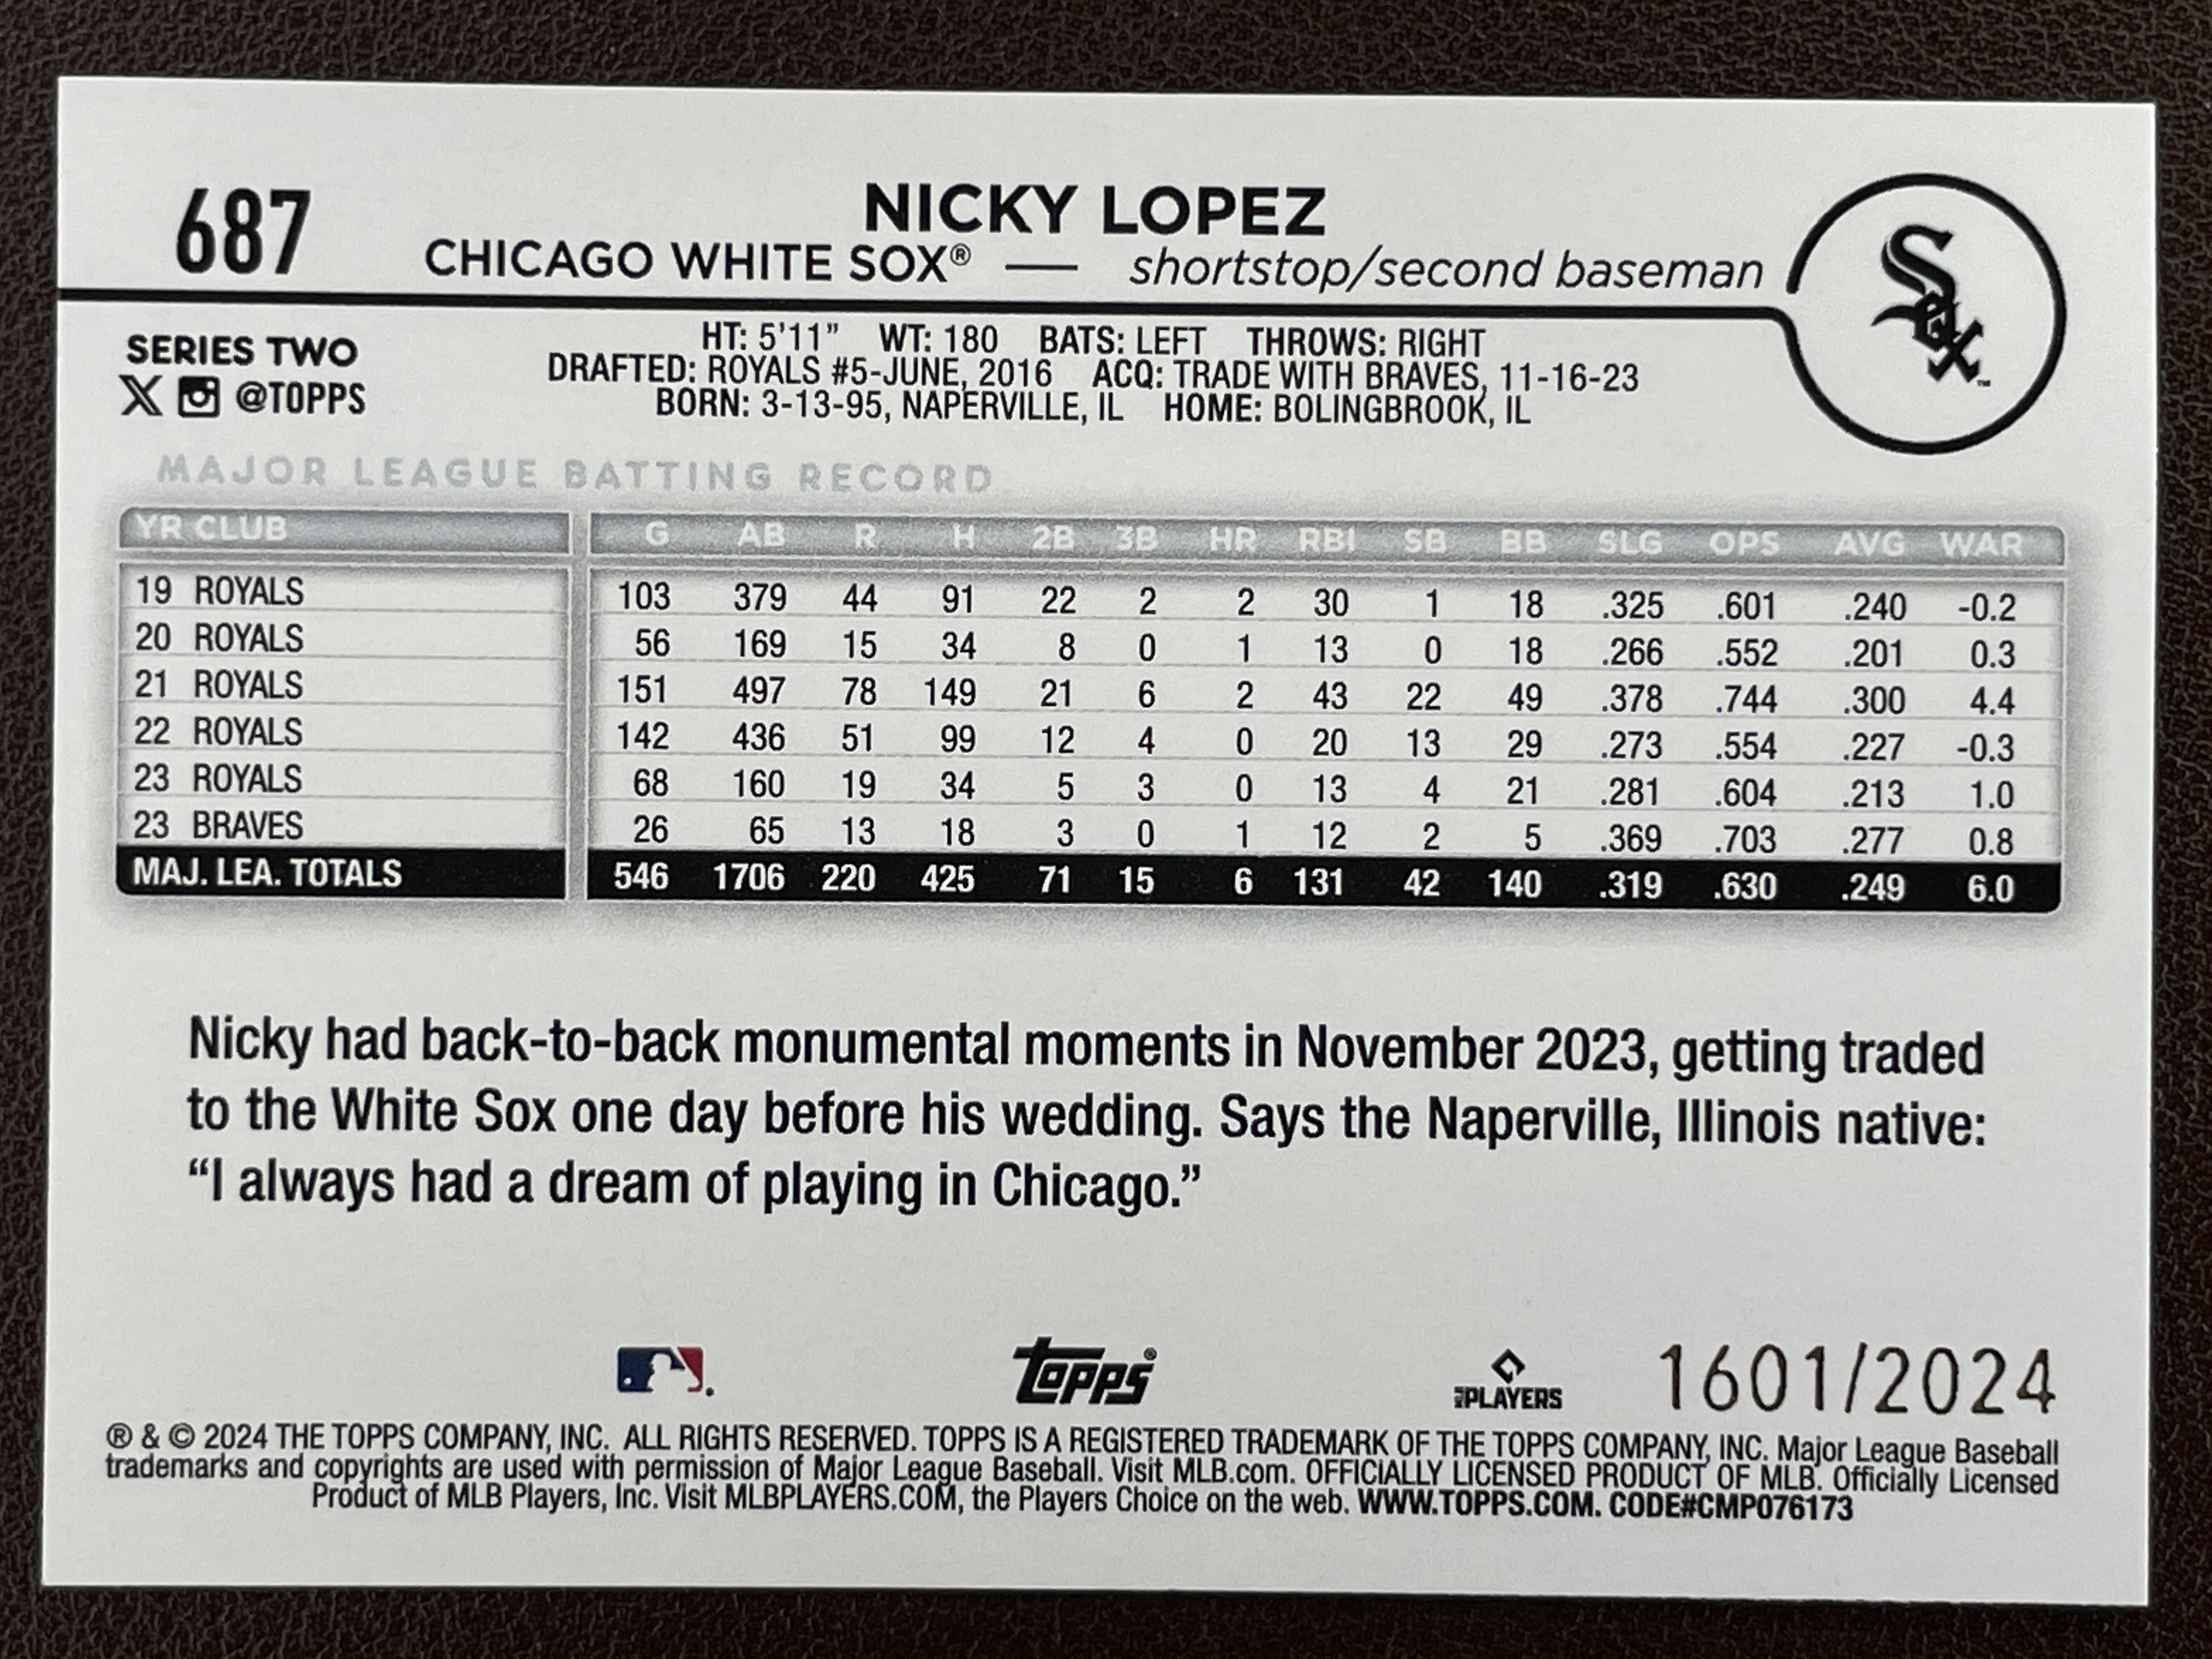 687
NICKY LOPEZ
CHICAGO WHITE SOX® — shortstop/second baseman
Sox™
SERIES TWO
X @TOPPS
HT: 5'11" WT: 180 BATS: LEFT THROWS: RIGHT
DRAFTED: ROYALS #5-JUNE, 2016 ACQ: TRADE WITH BRAVES, 11-16-23
BORN: 3-13-95, NAPERVILLE, IL HOME: BOLINGBROOK, IL
MAJOR LEAGUE BATTING RECORD
YR CLUB G AB R H 2B 3B HR RBI SB BB SLG OPS AVG WAR
19 ROYALS 103 379 44 91 22 2 2 30 1 18 .325 .601 .240 -0.2
20 ROYALS 56 169 15 34 8 0 1 13 0 18 .266 .552 .201 0.3
21 ROYALS 151 497 78 149 21 6 2 43 22 49 .378 .744 .300 4.4
22 ROYALS 142 436 51 99 12 4 0 20 13 29 .273 .554 .227 -0.3
23 ROYALS 68 160 19 34 5 3 0 13 4 21 .281 .604 .213 1.0
23 BRAVES 26 65 13 18 3 0 1 12 2 5 .369 .703 .277 0.8
MAJ. LEA. TOTALS 546 1706 220 425 71 15 6 131 42 140 .319 .630 .249 6.0
Nicky had back-to-back monumental moments in November 2023, getting traded
to the White Sox one day before his wedding. Says the Naperville, Illinois native:
“I always had a dream of playing in Chicago.”
Topps®
PLAYERS
1601/2024
® & © 2024 THE TOPPS COMPANY, INC. ALL RIGHTS RESERVED. TOPPS IS A REGISTERED TRADEMARK OF THE TOPPS COMPANY, INC. Major League Baseball
trademarks and copyrights are used with permission of Major League Baseball. Visit MLB.com. OFFICIALLY LICENSED PRODUCT OF MLB. Officially Licensed
Product of MLB Players, Inc. Visit MLBPLAYERS.COM, the Players Choice on the web. WWW.TOPPS.COM. CODE#CMP076173